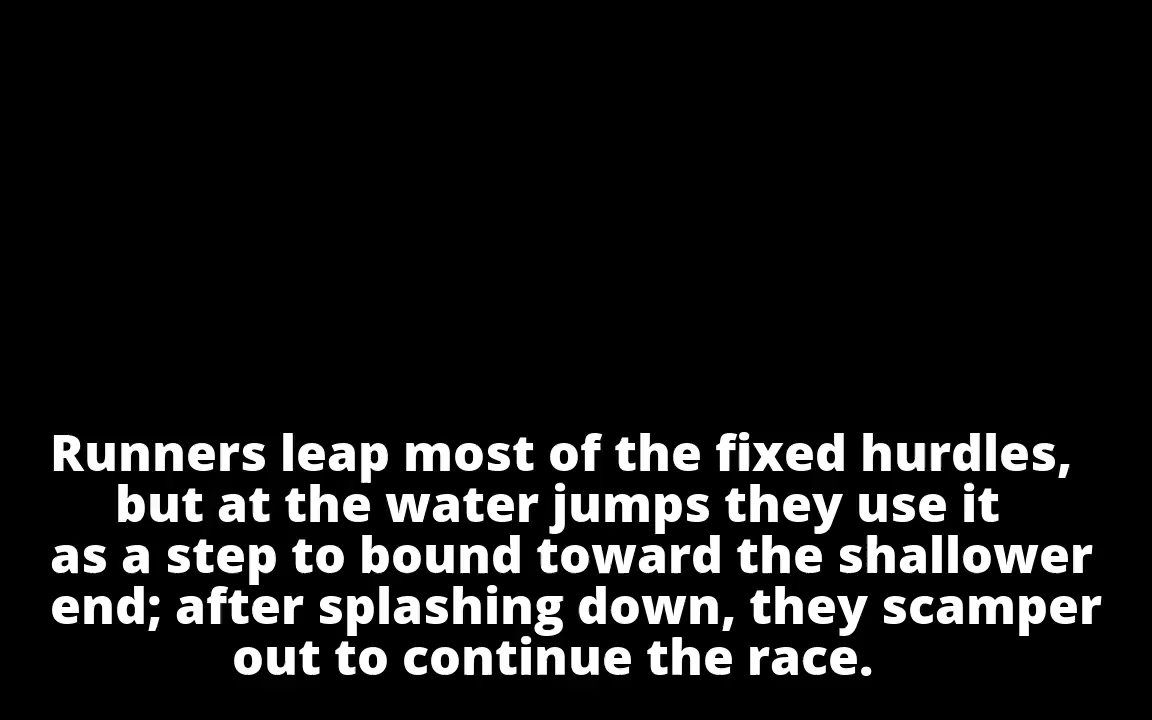 Runners leap most of the fixed hurdles,
but at the water jumps they use it
as a step to bound toward the shallower
end; after splashing down, they scamper
out to continue the race.